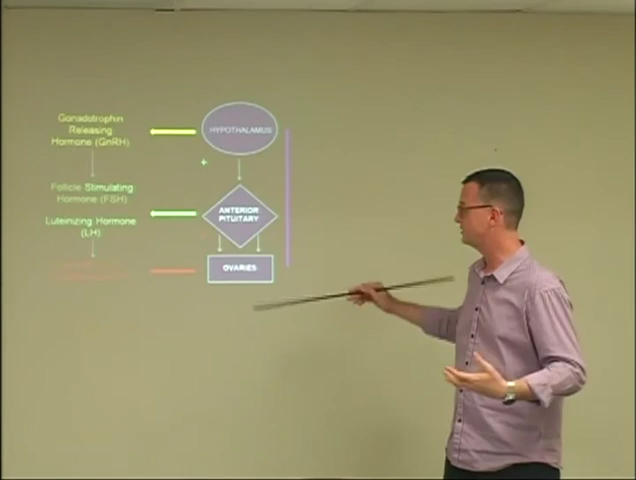 Gonadotrophin
Releasing
Hormone (GnRH)
HYPOTHALAMUS
+
Follicle Stimulating
Hormone (FSH)
Luteinizing Hormone
(LH)
ANTERIOR
PITUITARY
OVARIES